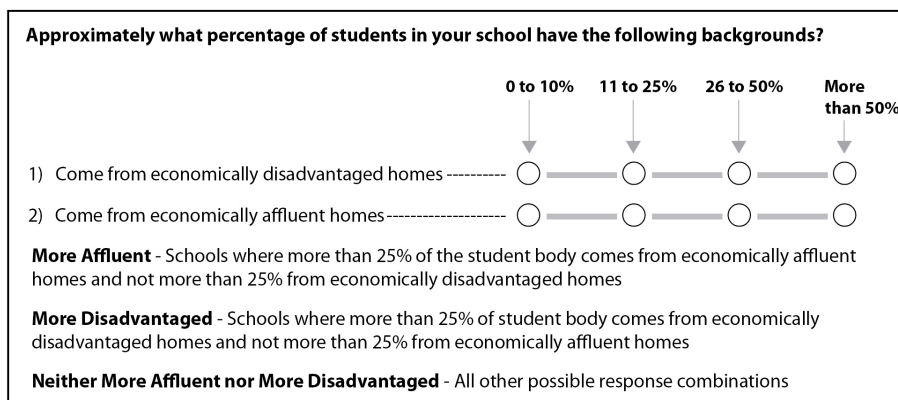 Approximately what percentage of students in your school have the following backgrounds?
0 to 10% 11 to 25% 26 to 50% More than 50%
1) Come from economically disadvantaged homes ----------
2) Come from economically affluent homes --------------------
More Affluent - Schools where more than 25% of the student body comes from economically affluent
homes and not more than 25% from economically disadvantaged homes
More Disadvantaged - Schools where more than 25% of student body comes from economically
disadvantaged homes and not more than 25% from economically affluent homes
Neither More Affluent nor More Disadvantaged - All other possible response combinations